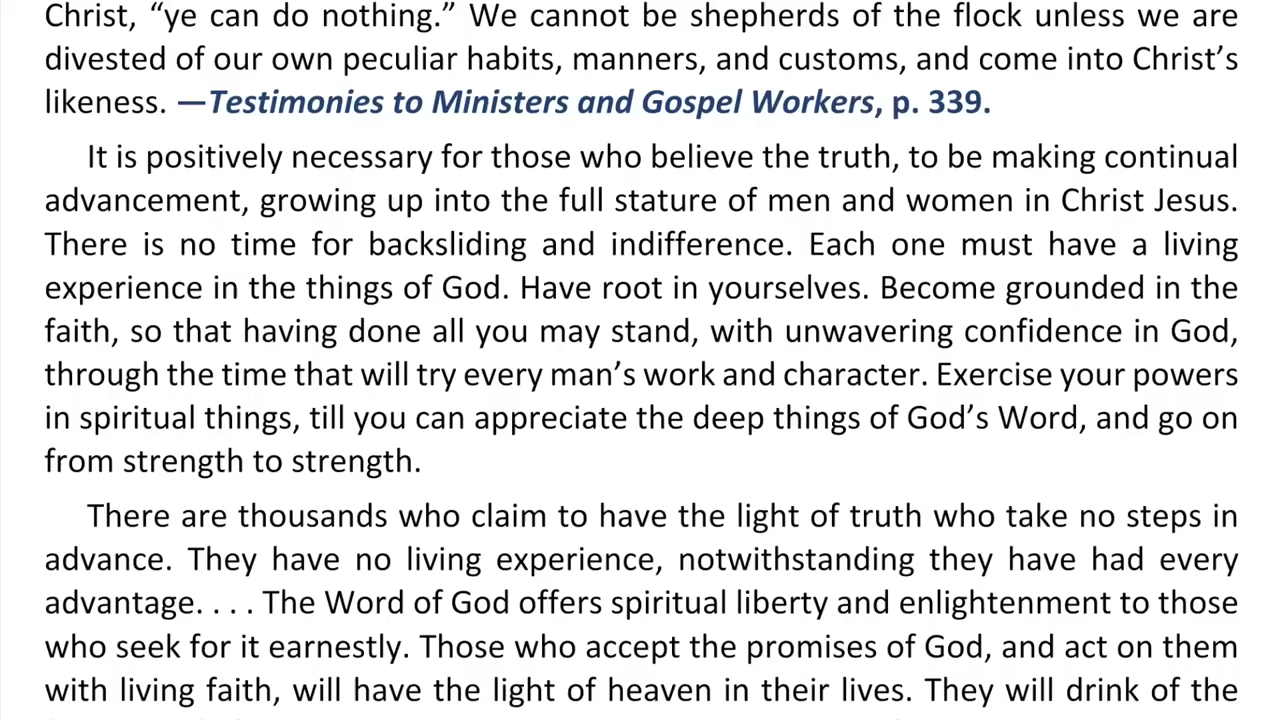 Christ, “ye can do nothing.” We cannot be shepherds of the flock unless we are
divested of our own peculiar habits, manners, and customs, and come into Christ’s
likeness. —Testimonies to Ministers and Gospel Workers, p. 339.
It is positively necessary for those who believe the truth, to be making continual
advancement, growing up into the full stature of men and women in Christ Jesus.
There is no time for backsliding and indifference. Each one must have a living
experience in the things of God. Have root in yourselves. Become grounded in the
faith, so that having done all you may stand, with unwavering confidence in God,
through the time that will try every man’s work and character. Exercise your powers
in spiritual things, till you can appreciate the deep things of God’s Word, and go on
from strength to strength.
There are thousands who claim to have the light of truth who take no steps in
advance. They have no living experience, notwithstanding they have had every
advantage. . . . The Word of God offers spiritual liberty and enlightenment to those
who seek for it earnestly. Those who accept the promises of God, and act on them
with living faith, will have the light of heaven in their lives. They will drink of the